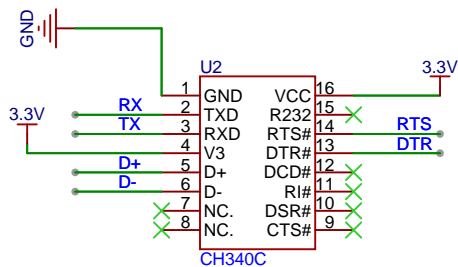 GND
U2
3.3V
1 GND VCC 16
RX 2 TXD R232 15
TX 3 RXD RTS# 14 RTS
3.3V
4 V3 DTR# 13 DTR
D+ 5 D+ DCD# 12
D- 6 D- RI# 11
7 NC. DSR# 10
8 NC. CTS# 9
CH340C